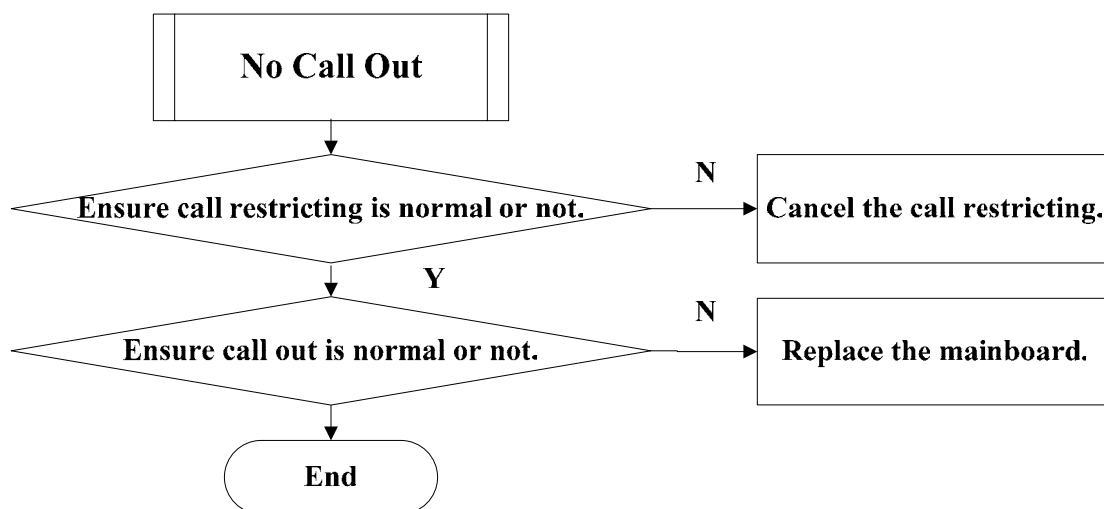 No Call Out
N
Ensure call restricting is normal or not.
Cancel the call restricting.
Y
N
Ensure call out is normal or not.
Replace the mainboard.
End